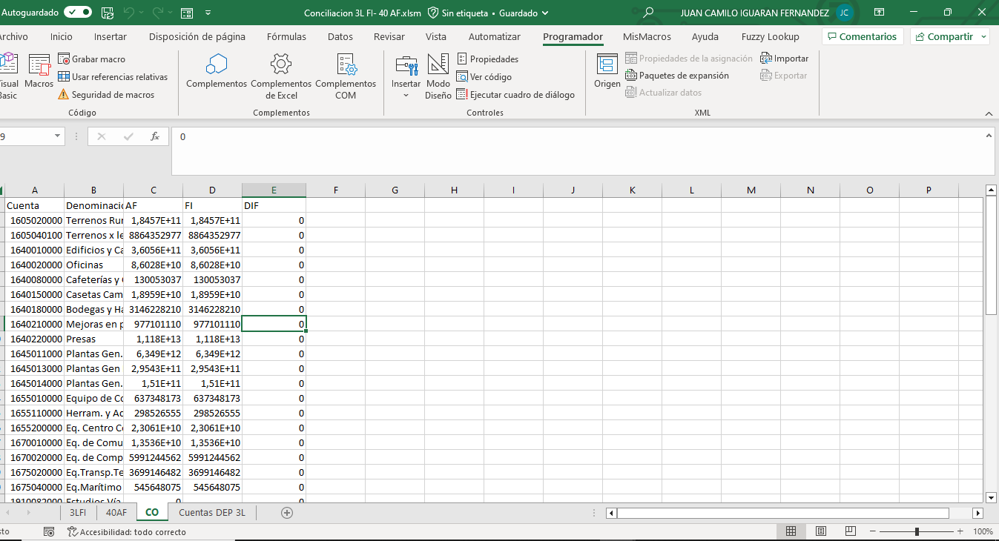 Autoguardado Conciliacion 3L FI- 40 AF.xlsm Sin etiqueta • Guardado JUAN CAMILO IGUARAN FERNANDEZ JC
rchivo Inicio Insertar Disposición de página Fórmulas Datos Revisar Vista Automatizar Programador MisMacros Ayuda Fuzzy Lookup Comentarios Compartir
isual Basic
Macros
Grabar macro
Usar referencias relativas
Seguridad de macros
Código
Complementos
Complementos de Excel
Complementos COM
Complementos
Insertar
Modo Diseño
Propiedades
Ver código
Ejecutar cuadro de diálogo
Controles
Origen
Propiedades de la asignación
Paquetes de expansión
Actualizar datos
Importar
Exportar
XML
9 fx 0
A B C D E F G H I J K L M N O P
Cuenta Denominacio AF FI DIF
1605020000 Terrenos Rur 1,8457E+11 1,8457E+11 0
1605040100 Terrenos x le 8864352977 8864352977 0
1640010000 Edificios y Ca 3,6056E+11 3,6056E+11 0
1640020000 Oficinas 8,6028E+10 8,6028E+10 0
1640080000 Cafeterías y 130053037 130053037 0
1640150000 Casetas Cam 1,8959E+10 1,8959E+10 0
1640180000 Bodegas y Ha 3146228210 3146228210 0
1640210000 Mejoras en p 977101110 977101110 0
1640220000 Presas 1,118E+13 1,118E+13 0
1645011000 Plantas Gen. 6,349E+12 6,349E+12 0
1645013000 Plantas Gen 2,9543E+11 2,9543E+11 0
1645014000 Plantas Gen. 1,51E+11 1,51E+11 0
1655010000 Equipo de Co 637348173 637348173 0
1655110000 Herram. y Ac 298526555 298526555 0
1655200000 Eq. Centro Co 2,3061E+10 2,3061E+10 0
1670010000 Eq. de Comu 1,3536E+10 1,3536E+10 0
1670020000 Eq. de Comp 5991244562 5991244562 0
1675020000 Eq.Transp.Te 3699146482 3699146482 0
1675040000 Eq.Marítimo 545648075 545648075 0
1910082000 Estudios Vía 0 0
3LFI 40AF CO Cuentas DEP 3L
sto Accesibilidad: todo correcto 100%